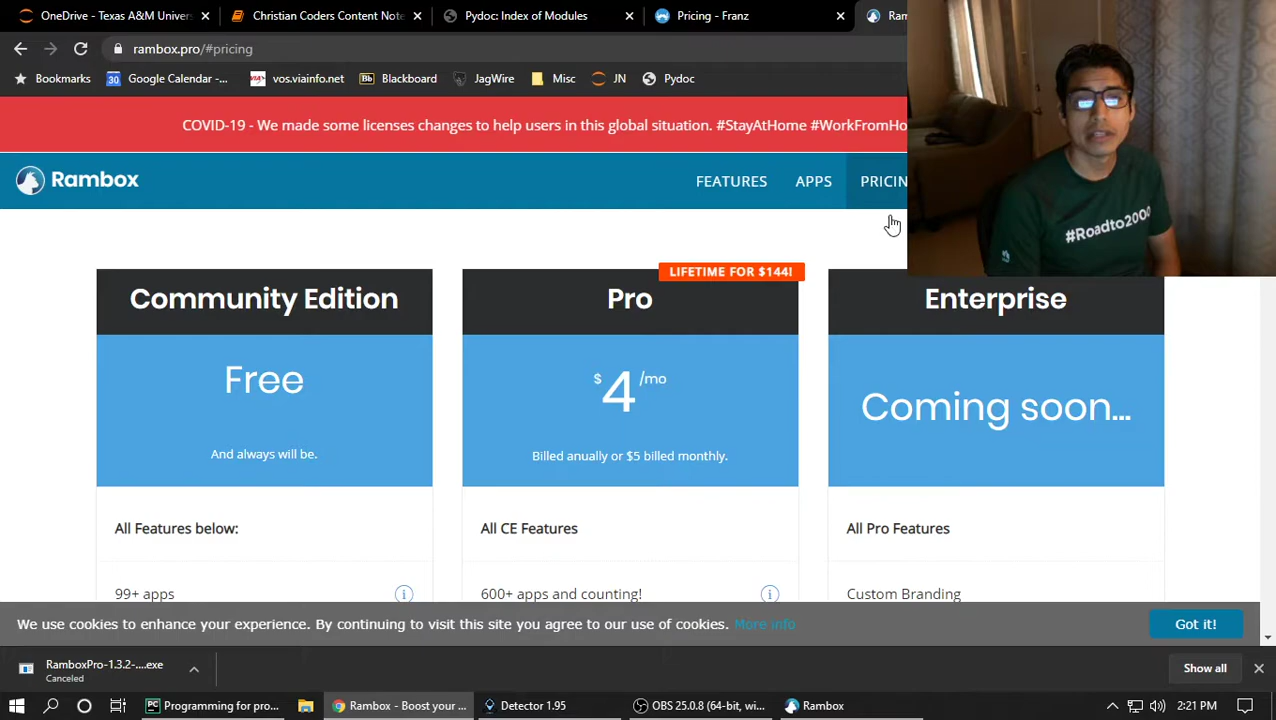 OneDrive - Texas A&M Univer
Christian Coders Content Note
Pydoc: Index of Modules
Pricing - Franz
Ram
rambox.pro/#pricing
Bookmarks
30 Google Calendar -...
VIA vos.viainfo.net
Bb Blackboard
JagWire
Misc
JN
Pydoc
COVID-19 - We made some licenses changes to help users in this global situation. #StayAtHome #WorkFromHo
Rambox
FEATURES
APPS
PRICIN
#Roadto2000
LIFETIME FOR $144!
Community Edition
Pro
Enterprise
Free
$4/mo
Coming soon...
And always will be.
Billed anually or $5 billed monthly.
All Features below:
All CE Features
All Pro Features
99+ apps
600+ apps and counting!
Custom Branding
We use cookies to enhance your experience. By continuing to visit this site you agree to our use of cookies. More info
Got it!
RamboxPro-1.3.2-....exe
Canceled
Show all
PC Programming for pro...
Rambox - Boost your ...
Detector 1.95
OBS 25.0.8 (64-bit, wi...
Rambox
2:21 PM